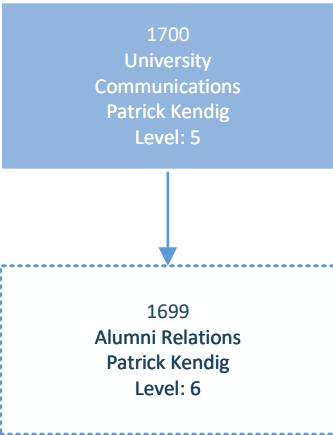 1700
University
Communications
Patrick Kendig
Level: 5
1699
Alumni Relations
Patrick Kendig
Level: 6